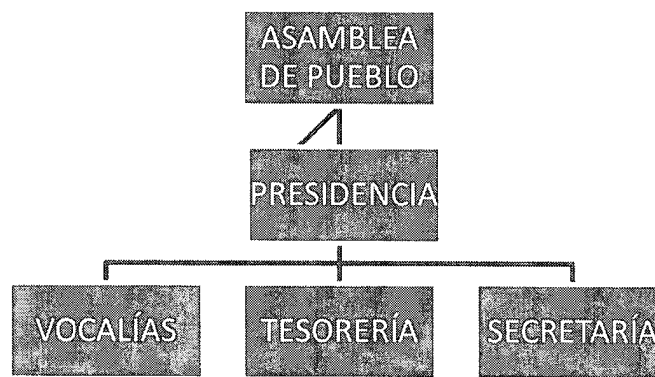 ASAMBLEA
DE PUEBLO
PRESIDENCIA
VOCALÍAS
TESORERÍA
SECRETARÍA